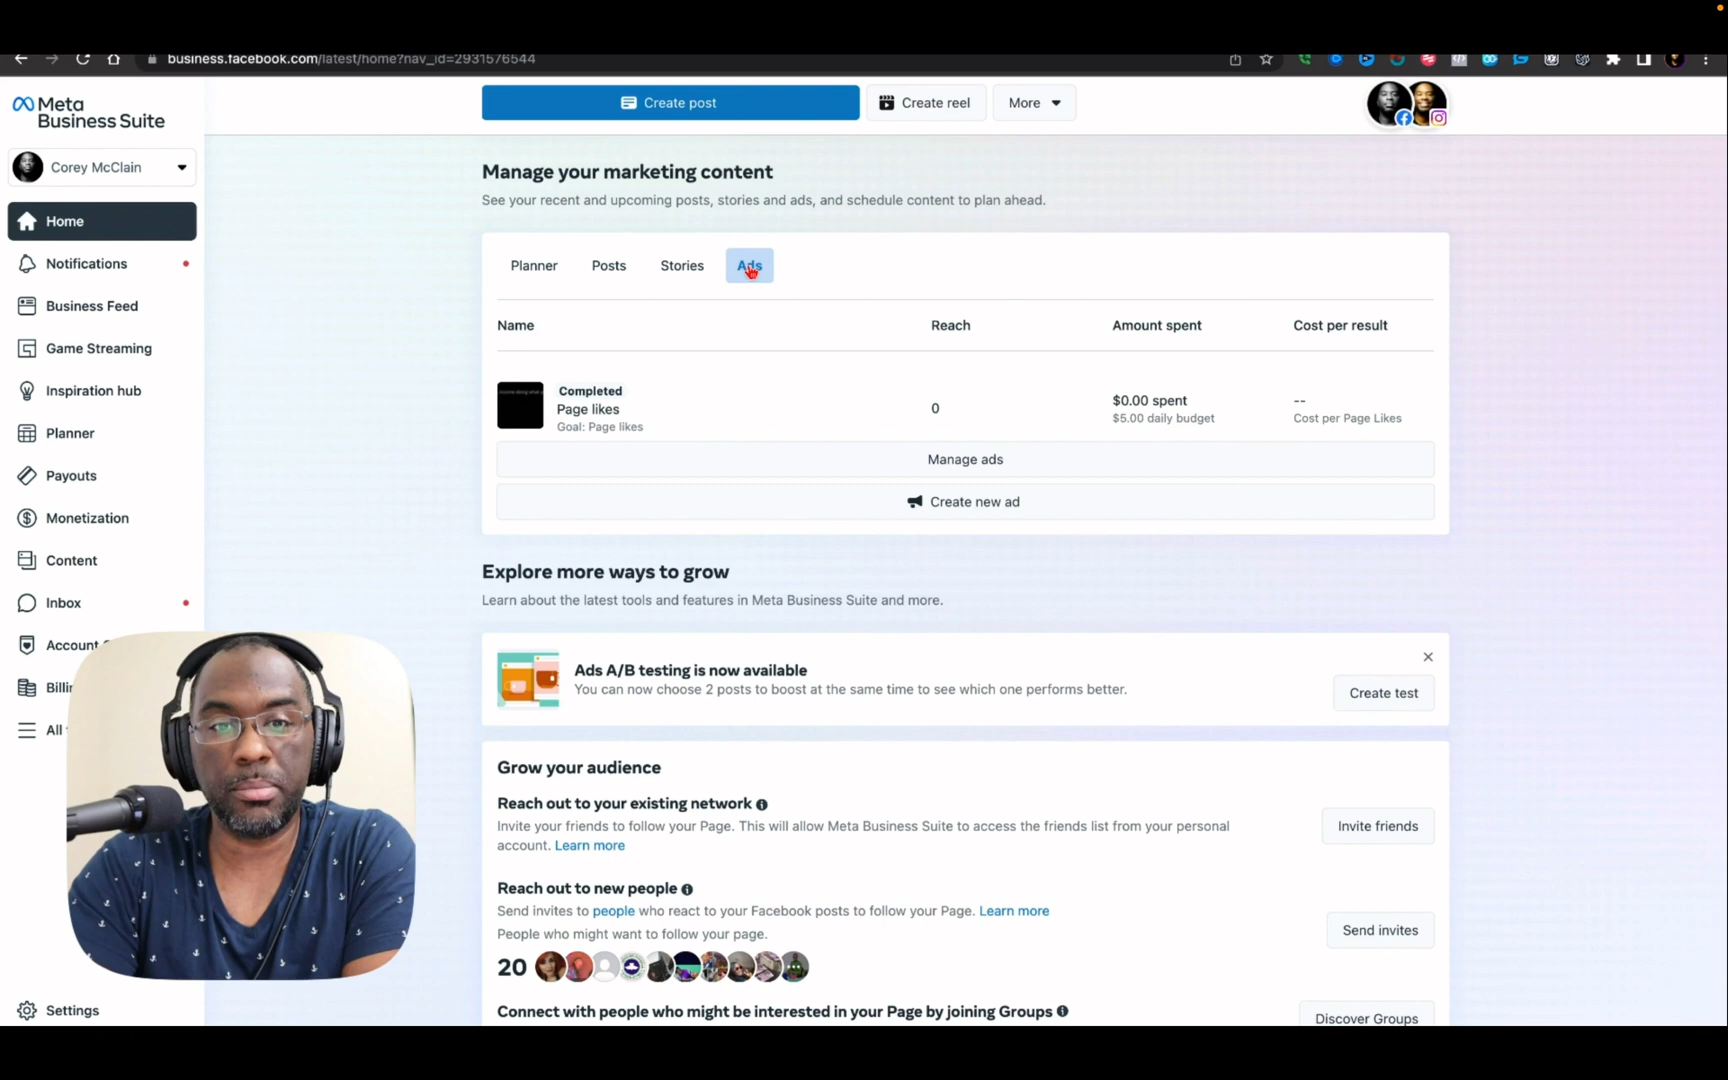 business.facebook.com/latest/home?nav_id=2931576544
Meta
Business Suite
Create post
Create reel
More
Corey McClain
Home
Notifications
Business Feed
Game Streaming
Inspiration hub
Planner
Payouts
Monetization
Content
Inbox
Account
Billi
All
Settings
Manage your marketing content
See your recent and upcoming posts, stories and ads, and schedule content to plan ahead.
Planner Posts Stories Ads
Name Reach Amount spent Cost per result
Completed
Page likes
Goal: Page likes
0
$0.00 spent
$5.00 daily budget
--
Cost per Page Likes
Manage ads
Create new ad
Explore more ways to grow
Learn about the latest tools and features in Meta Business Suite and more.
Ads A/B testing is now available
You can now choose 2 posts to boost at the same time to see which one performs better.
Create test
Grow your audience
Reach out to your existing network
Invite your friends to follow your Page. This will allow Meta Business Suite to access the friends list from your personal
account. Learn more
Invite friends
Reach out to new people
Send invites to people who react to your Facebook posts to follow your Page. Learn more
People who might want to follow your page.
Send invites
20
Connect with people who might be interested in your Page by joining Groups
Discover Groups